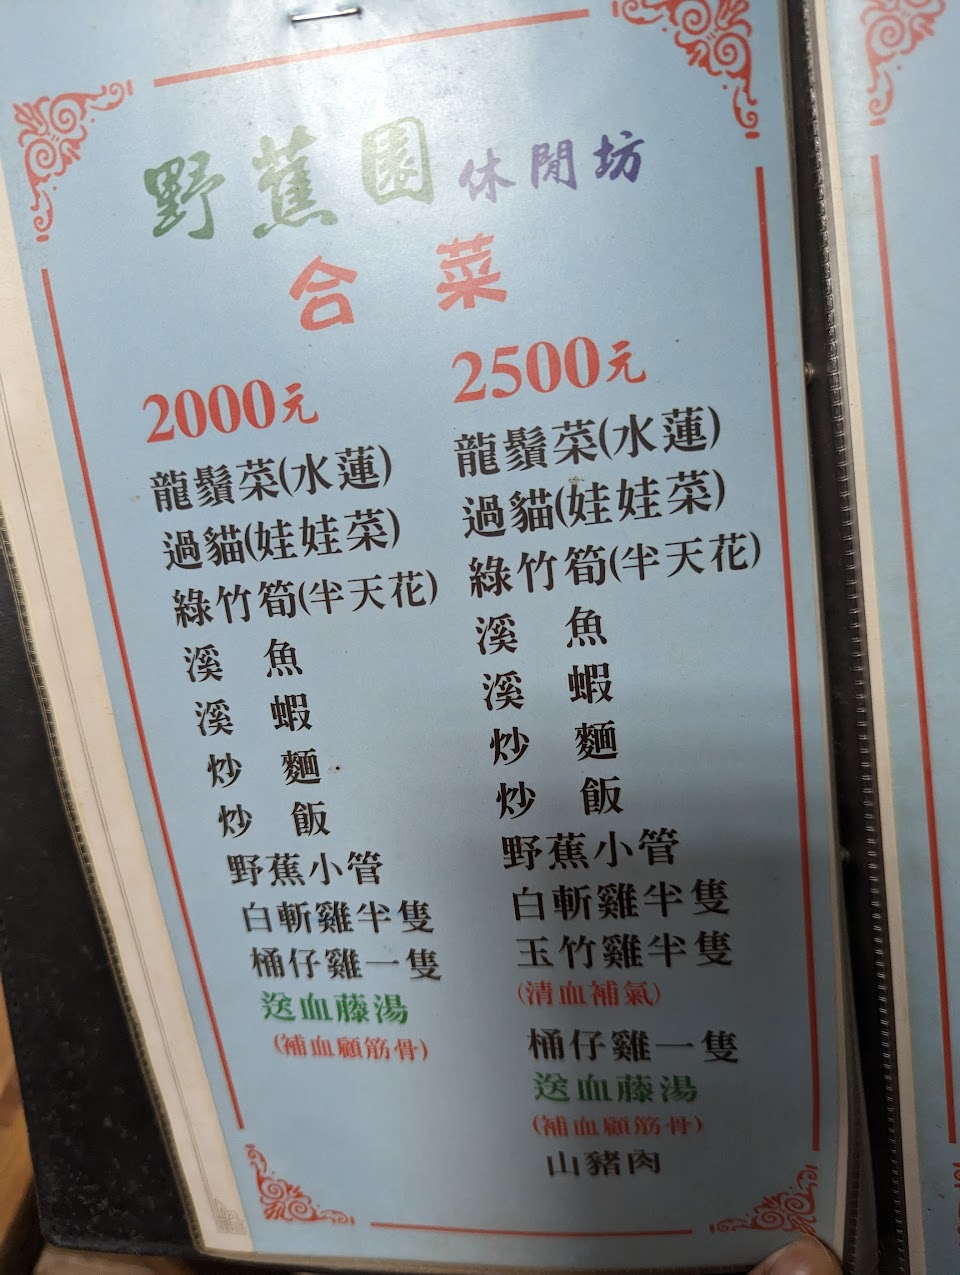 野蕉園休閒坊
合菜
2000元
龍鬚菜(水蓮)
過貓(娃娃菜)
綠竹筍(半天花)
溪魚
溪蝦
炒麵
炒飯
野蕉小管
白斬雞半隻
桶仔雞一隻
送血藤湯
(補血顧筋骨)
2500元
龍鬚菜(水蓮)
過貓(娃娃菜)
綠竹筍(半天花)
溪魚
溪蝦
炒麵
炒飯
野蕉小管
白斬雞半隻
玉竹雞半隻
(清血補氣)
桶仔雞一隻
送血藤湯
(補血顧筋骨)
山豬肉